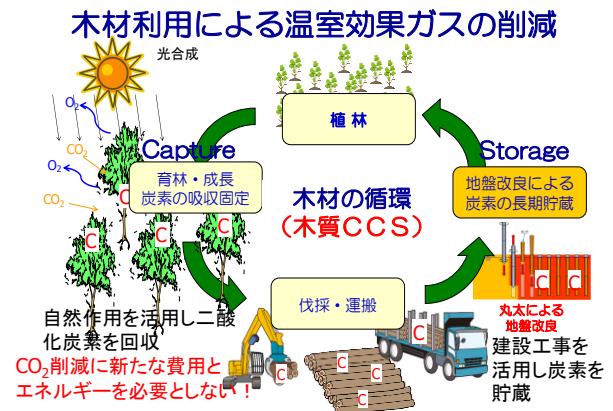 木材利用による温室効果ガスの削減
光合成
O2
CO2
O2
CO2
植林
Capture
育林・成長
炭素の吸収固定
C
C
C
C
木材の循環
（木質ＣＣＳ）
Storage
地盤改良による
炭素の長期貯蔵
C
C
丸太による
地盤改良
伐採・運搬
C
C
C
C
C
自然作用を活用し二酸
化炭素を回収
CO2削減に新たな費用と
エネルギーを必要としない！
建設工事を
活用し炭素を
貯蔵